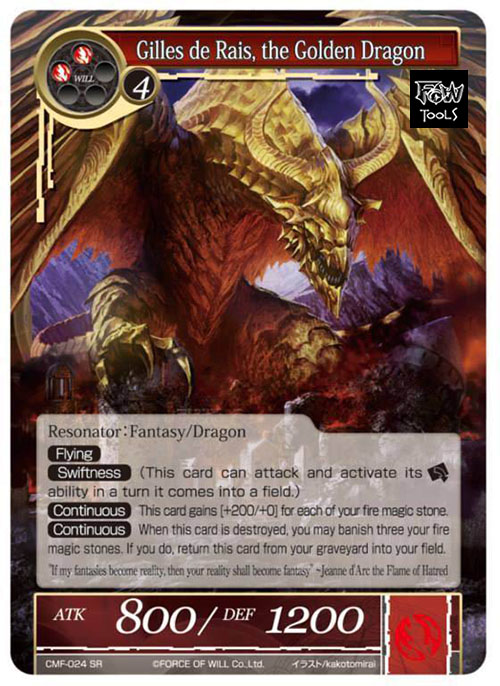 Gilles de Rais, the Golden Dragon
WILL
4
FOW
TOOLS
Resonator：Fantasy/Dragon
Flying
Swiftness (This card can attack and activate its
ability in a turn it comes into a field.)
Continuous This card gains [+200/+0] for each of your fire magic stone.
Continuous When this card is destroyed, you may banish three your fire
magic stones. If you do, return this card from your graveyard into your field.
"If my fantasies become reality, then your reality shall become fantasy" ~Jeanne d'Arc the Flame of Hatred
ATK 800/ DEF 1200
CMF-024 SR ©FORCE OF WILL Co.,Ltd. イラスト/kakotomirai